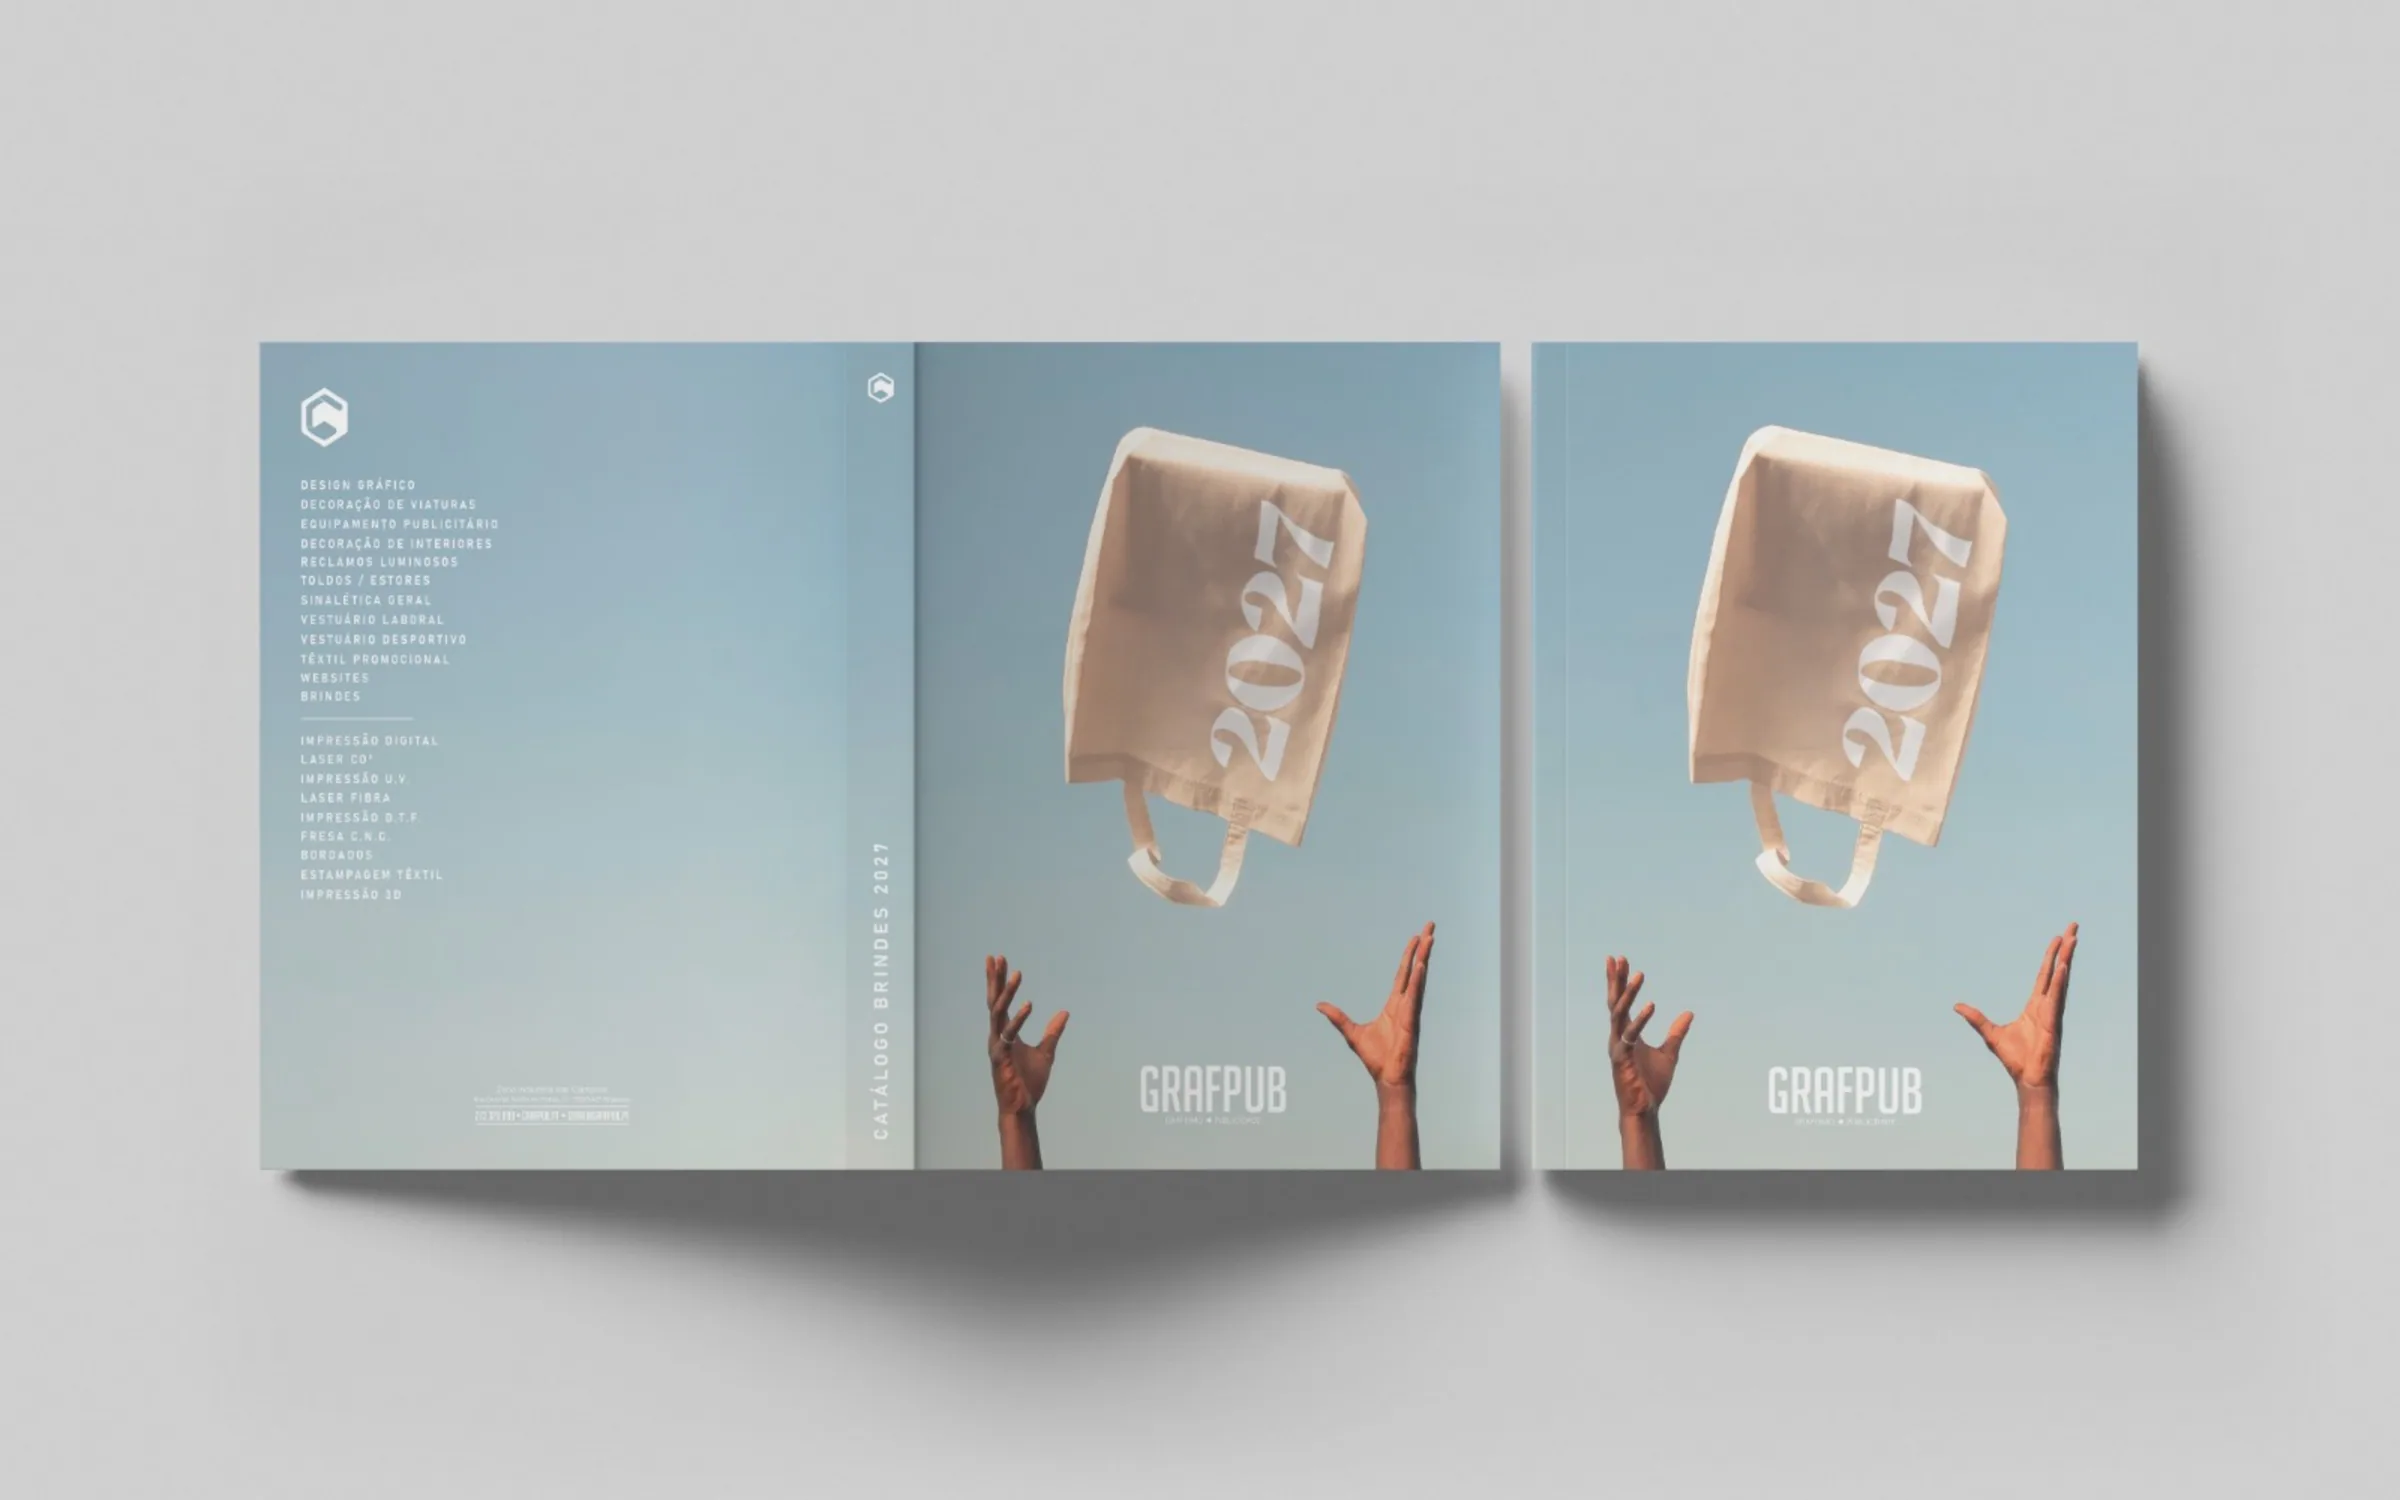 DESIGN GRÁFICO
DECORAÇÃO DE VIATURAS
EQUIPAMENTO PUBLICITÁRIO
DECORAÇÃO DE INTERIORES
RECLAMOS LUMINOSOS
TOLDOS / ESTORES
SINALÉTICA GERAL
VESTUÁRIO LABORAL
VESTUÁRIO DESPORTIVO
TÊXTIL PROMOCIONAL
WEBSITES
BRINDES
IMPRESSÃO DIGITAL
LASER CO²
IMPRESSÃO U.V.
LASER FIBRA
IMPRESSÃO D.T.F.
FRESA C.N.C.
BORDADOS
ESTAMPAGEM TÊXTIL
IMPRESSÃO 3D
CATÁLOGO BRINDES 2027
2027
GRAFPUB
2027
GRAFPUB